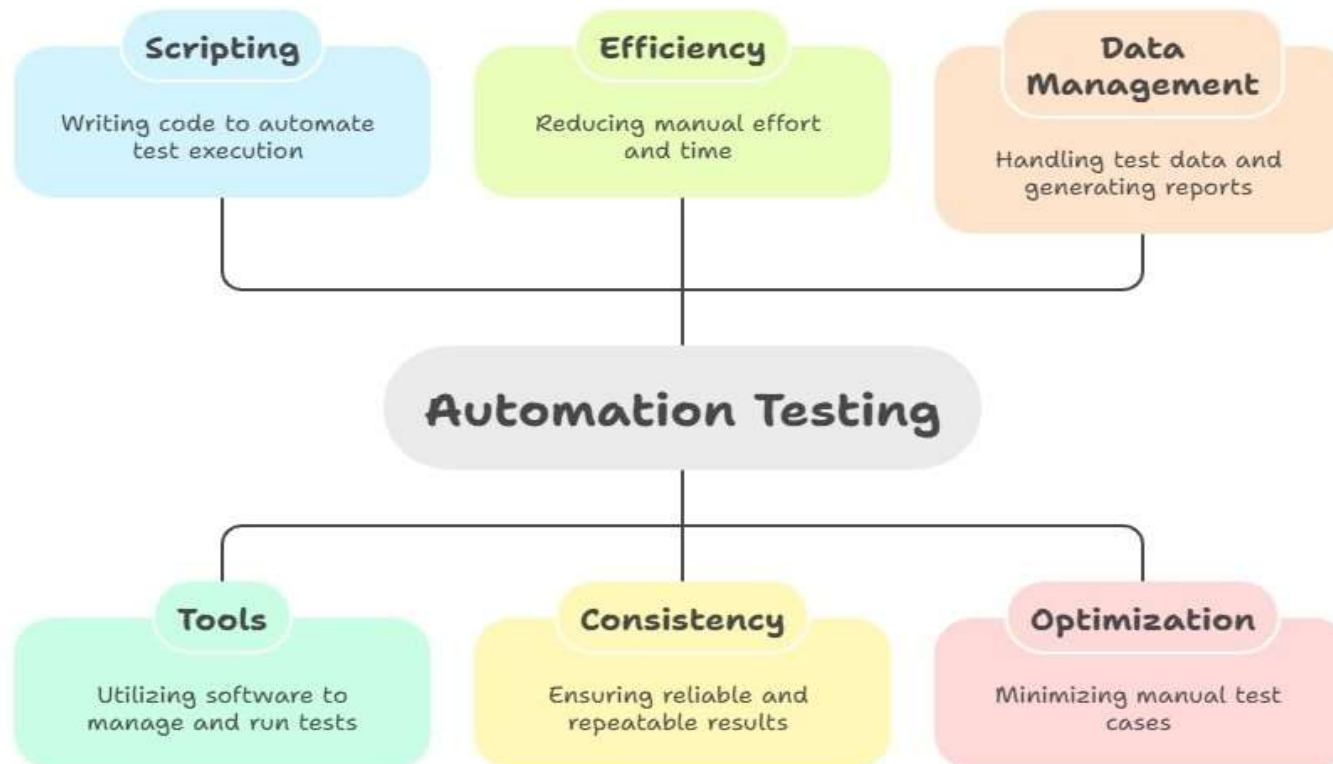 Scripting
Writing code to automate
test execution
Efficiency
Reducing manual effort
and time
Data
Management
Handling test data and
generating reports
Automation Testing
Tools
Utilizing software to
manage and run tests
Consistency
Ensuring reliable and
repeatable results
Optimization
Minimizing manual test
cases